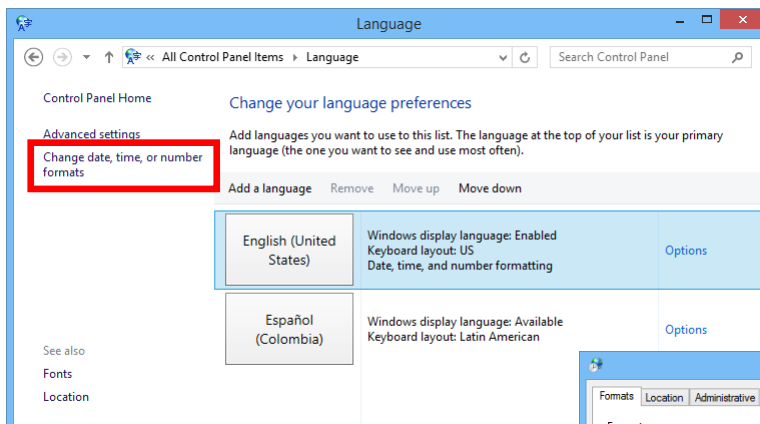 Language
« All Control Panel Items ▸ Language
Search Control Panel
Control Panel Home
Advanced settings
Change date, time, or number
formats
See also
Fonts
Location
Change your language preferences
Add languages you want to use to this list. The language at the top of your list is your primary
language (the one you want to see and use most often).
Add a language Remove Move up Move down
English (United
States)
Windows display language: Enabled
Keyboard layout: US
Date, time, and number formatting
Options
Español
(Colombia)
Windows display language: Available
Keyboard layout: Latin American
Options
Formats Location Administrative